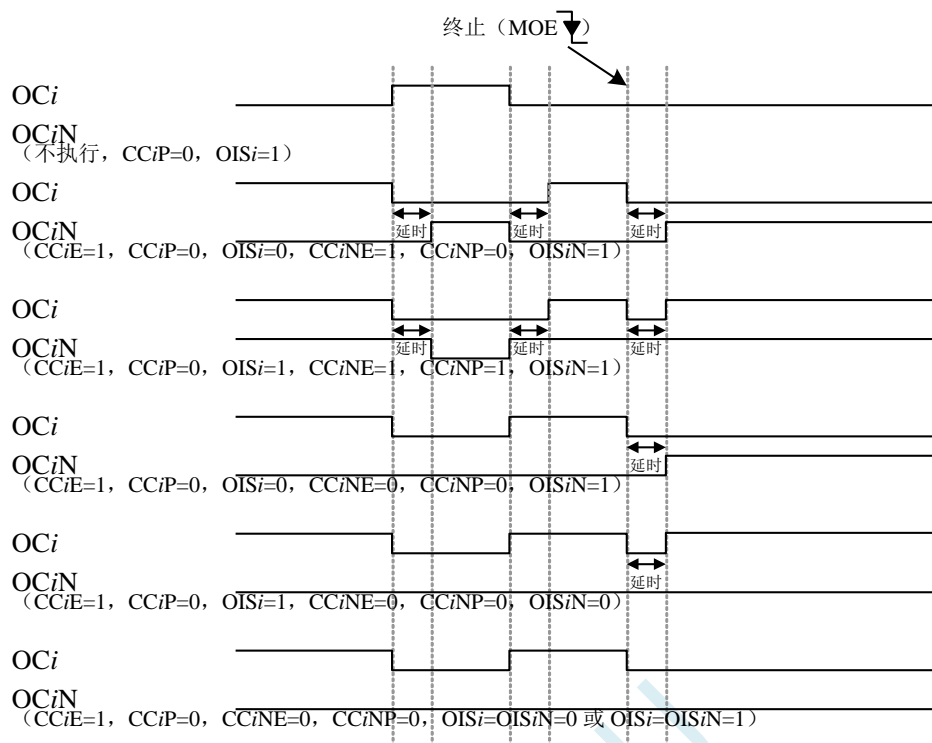 终止（MOE）
OCi
OCiN
（不执行，CCiP=0，OISi=1）
OCi
OCiN
延时 延时 延时
（CCiE=1，CCiP=0，OISi=0，CCiNE=1，CCiNP=0，OISiN=1）
OCi
OCiN
延时 延时 延时
（CCiE=1，CCiP=0，OISi=1，CCiNE=1，CCiNP=1，OISiN=1）
OCi
OCiN
延时
（CCiE=1，CCiP=0，OISi=0，CCiNE=0，CCiNP=0，OISiN=1）
OCi
延时
OCiN
（CCiE=1，CCiP=0，OISi=1，CCiNE=0，CCiNP=0，OISiN=0）
OCi
OCiN
（CCiE=1，CCiP=0，CCiNE=0，CCiNP=0，OISi=OISiN=0 或 OISi=OISiN=1）